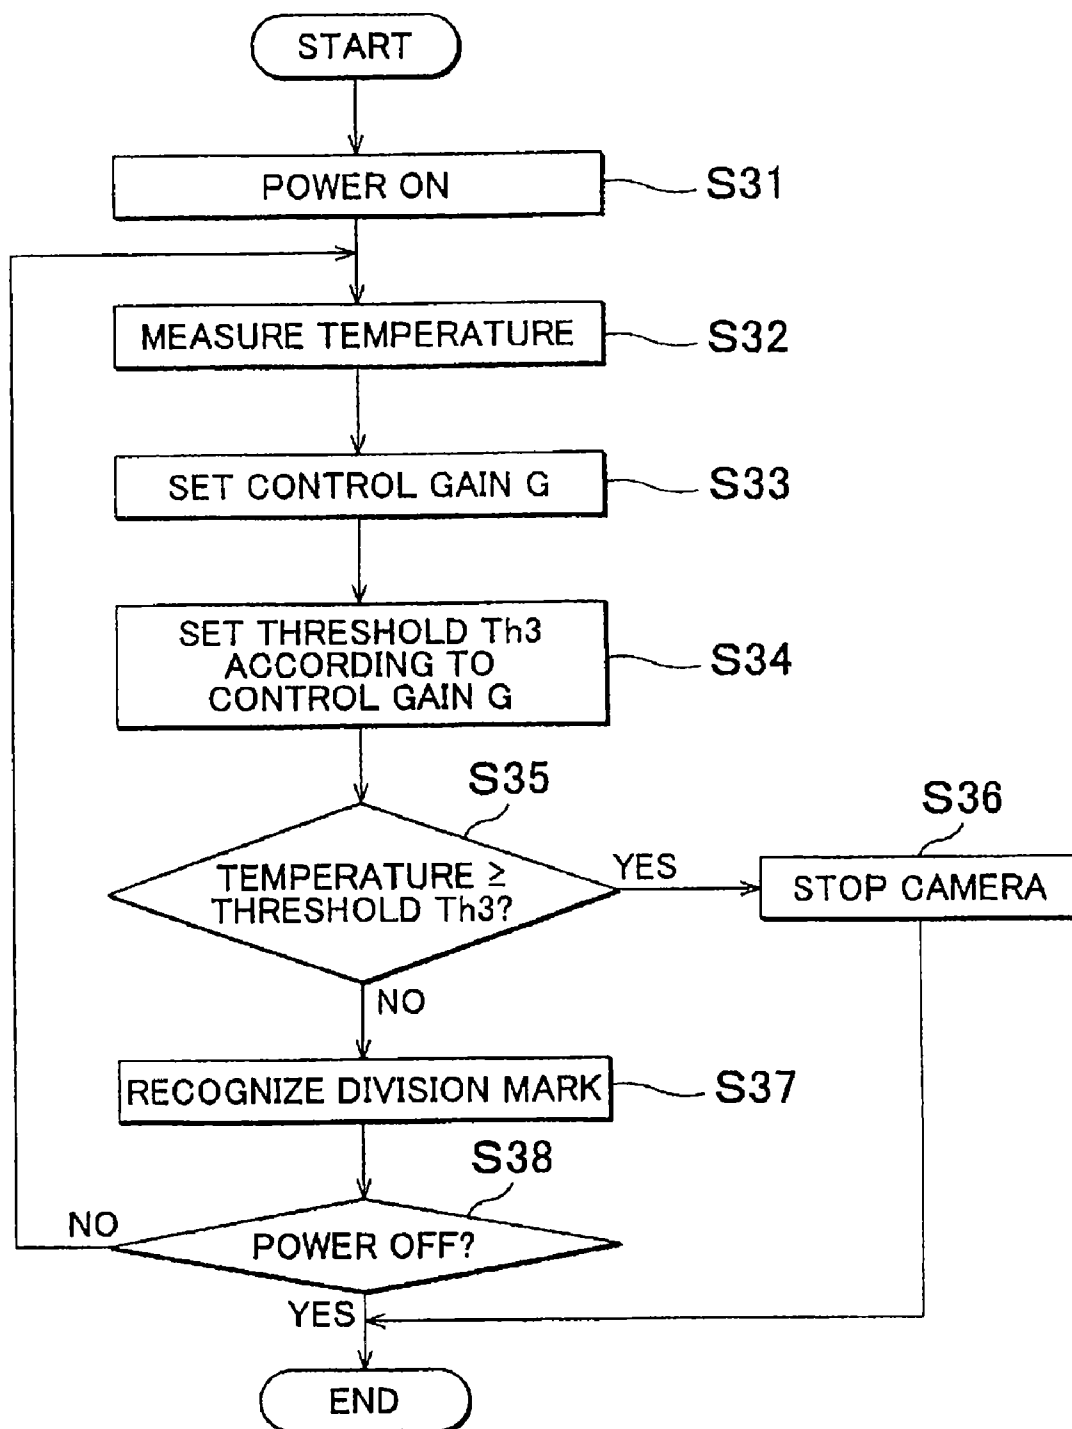 START
POWER ON
S31
MEASURE TEMPERATURE
S32
SET CONTROL GAIN G
S33
SET THRESHOLD Th3
ACCORDING TO
CONTROL GAIN G
S34
S35
TEMPERATURE ≥
THRESHOLD Th3?
YES
S36
STOP CAMERA
NO
RECOGNIZE DIVISION MARK
S37
S38
POWER OFF?
NO
YES
END